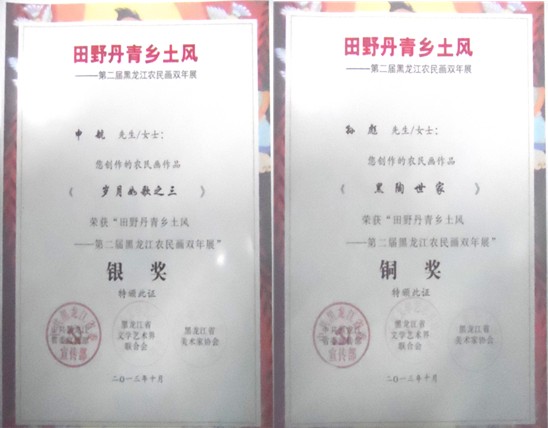 田野丹青乡土风
——第二届黑龙江农民画双年展
申航 先生/女士:
您创作的农民画作品
《 岁月如歌之三 》
荣获“田野丹青乡土风
——第二届黑龙江农民画双年展”
银奖
特颁此证
宣传部
黑龙江省
文学艺术界
联合会
黑龙江省
美术家协会
二〇一三年十月
田野丹青乡土风
——第二届黑龙江农民画双年展
孙彪 先生/女士:
您创作的农民画作品
《 黑陶世家 》
荣获“田野丹青乡土风
——第二届黑龙江农民画双年展”
铜奖
特颁此证
宣传部
黑龙江省
文学艺术界
联合会
黑龙江省
美术家协会
二〇一三年十月